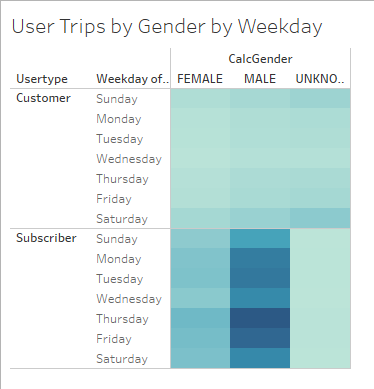 User Trips by Gender by Weekday
CalcGender
Usertype Weekday of.. FEMALE MALE UNKNO..
Customer Sunday
Monday
Tuesday
Wednesday
Thursday
Friday
Saturday
Subscriber Sunday
Monday
Tuesday
Wednesday
Thursday
Friday
Saturday